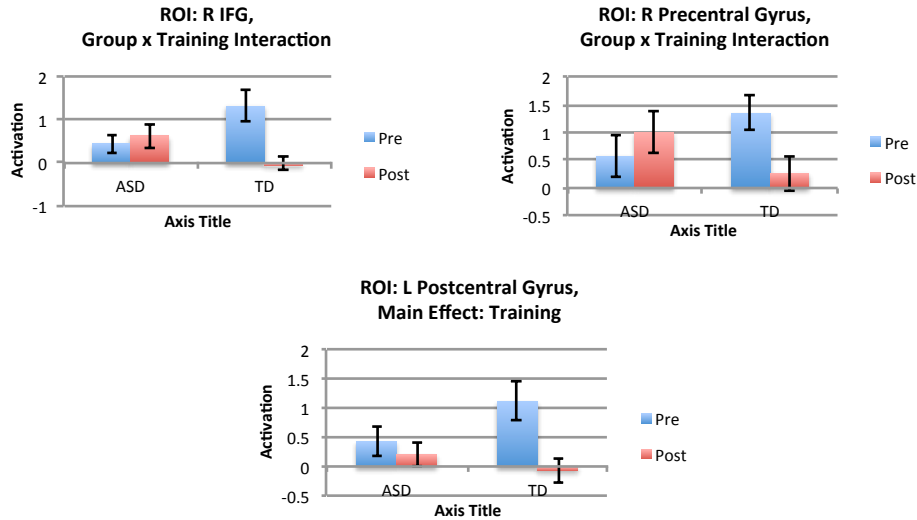 ROI: R IFG,
Group x Training Interaction
2
1
0
-1
Activation
ASD
TD
Axis Title
Pre
Post
ROI: R Precentral Gyrus,
Group x Training Interaction
2
1.5
1
0.5
0
-0.5
Activation
ASD
TD
Axis Title
Pre
Post
ROI: L Postcentral Gyrus,
Main Effect: Training
2
1.5
1
0.5
0
-0.5
Activation
ASD
TD
Axis Title
Pre
Post